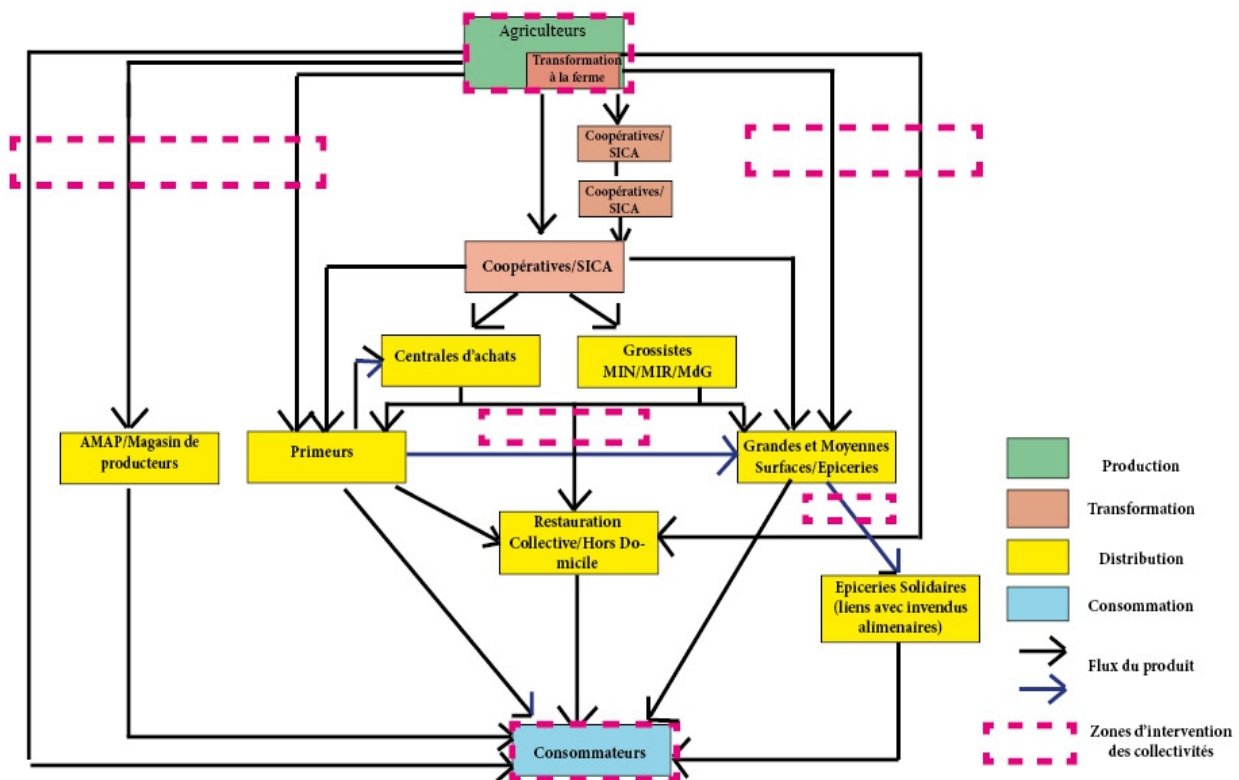 Agriculteurs
Transformation
à la ferme
Coopératives/
SICA
Coopératives/
SICA
Coopératives/SICA
Centrales d'achats
Grossistes
MIN/MIR/MdG
AMAP/Magasin de
producteurs
Primeurs
Grandes et Moyennes
Surfaces/Epiceries
Restauration
Collective/Hors Do-
micile
Epiceries Solidaires
(liens avec invendus
alimenaires)
Consommateurs
Production
Transformation
Distribution
Consommation
Flux du produit
Zones d'intervention
des collectivités